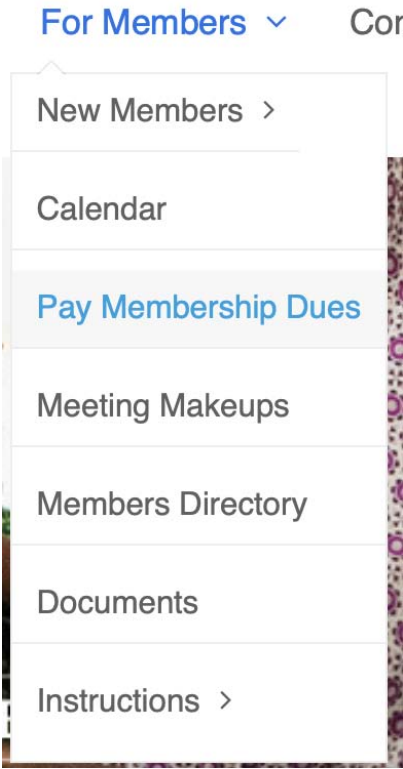 For Members
New Members
Calendar
Pay Membership Dues
Meeting Makeups
Members Directory
Documents
Instructions